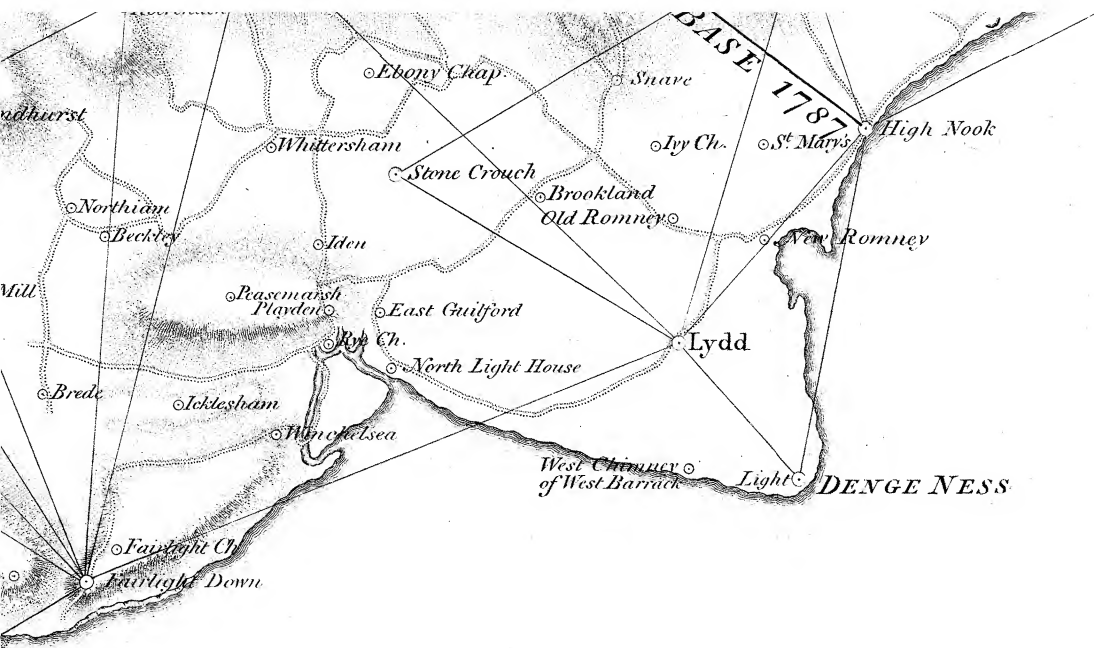 BASE 1787
Ebony Chap.
Snave
ndhurst
High Nook
Whittersham
Ivy Ch.
St. Mary's
Stone Crouch
Brookland
Northiam
Old Romney
Beckley
Iden
New Romney
Mill
Peasemarsh
Playden
East Guilford
Rye Ch.
Lydd
North Light House
Brede
Icklesham
Winchelsea
West Chimney
of West Barrack
Light
DENGE NESS
Fairlight Ch.
Fairlight Down